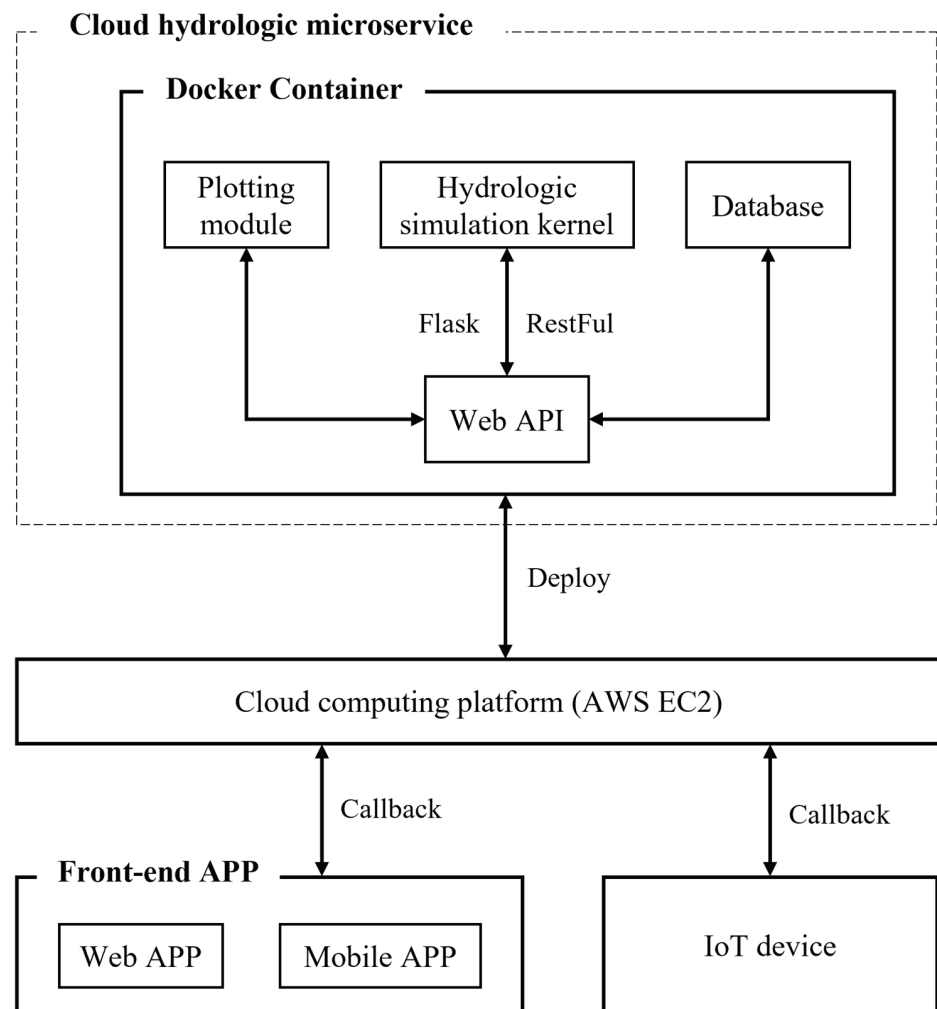 Cloud hydrologic microservice
Docker Container
Plotting
module
Hydrologic
simulation kernel
Database
Flask
RestFul
Web API
Deploy
Cloud computing platform (AWS EC2)
Callback
Callback
Front-end APP
Web APP
Mobile APP
IoT device